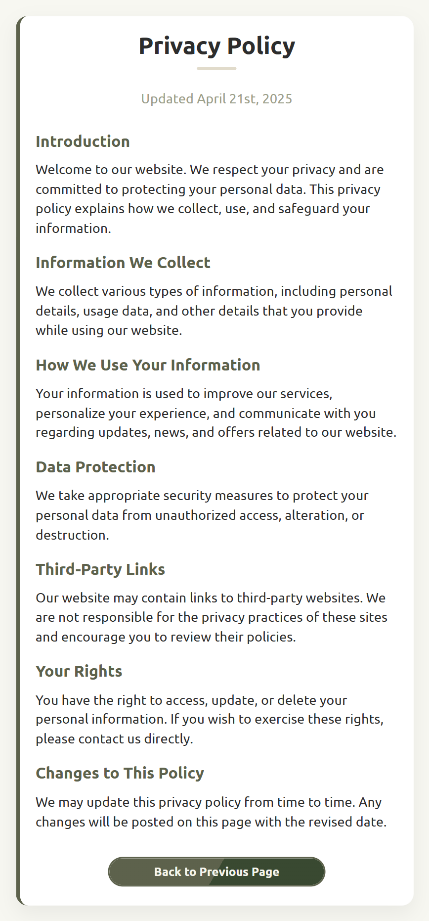 Privacy Policy
Updated April 21st, 2025
Introduction
Welcome to our website. We respect your privacy and are
committed to protecting your personal data. This privacy
policy explains how we collect, use, and safeguard your
information.
Information We Collect
We collect various types of information, including personal
details, usage data, and other details that you provide
while using our website.
How We Use Your Information
Your information is used to improve our services,
personalize your experience, and communicate with you
regarding updates, news, and offers related to our website.
Data Protection
We take appropriate security measures to protect your
personal data from unauthorized access, alteration, or
destruction.
Third-Party Links
Our website may contain links to third-party websites. We
are not responsible for the privacy practices of these sites
and encourage you to review their policies.
Your Rights
You have the right to access, update, or delete your
personal information. If you wish to exercise these rights,
please contact us directly.
Changes to This Policy
We may update this privacy policy from time to time. Any
changes will be posted on this page with the revised date.
Back to Previous Page